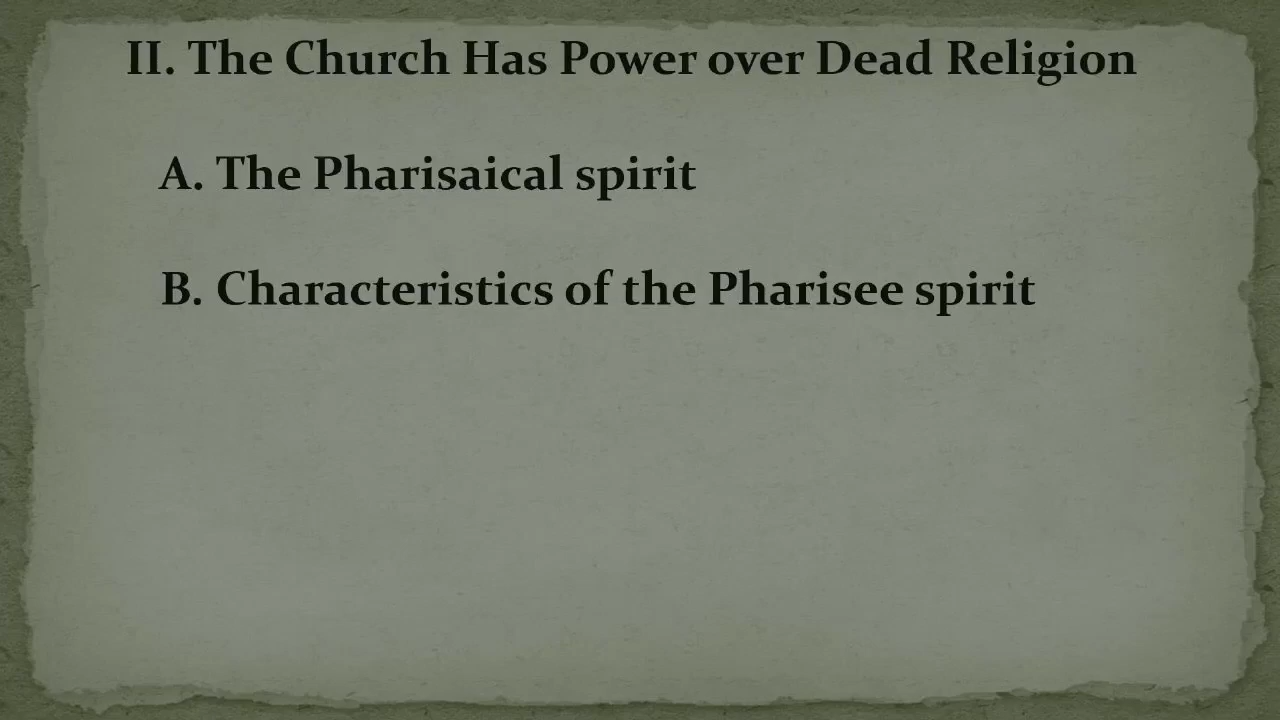 II. The Church Has Power over Dead Religion
A. The Pharisaical spirit
B. Characteristics of the Pharisee spirit